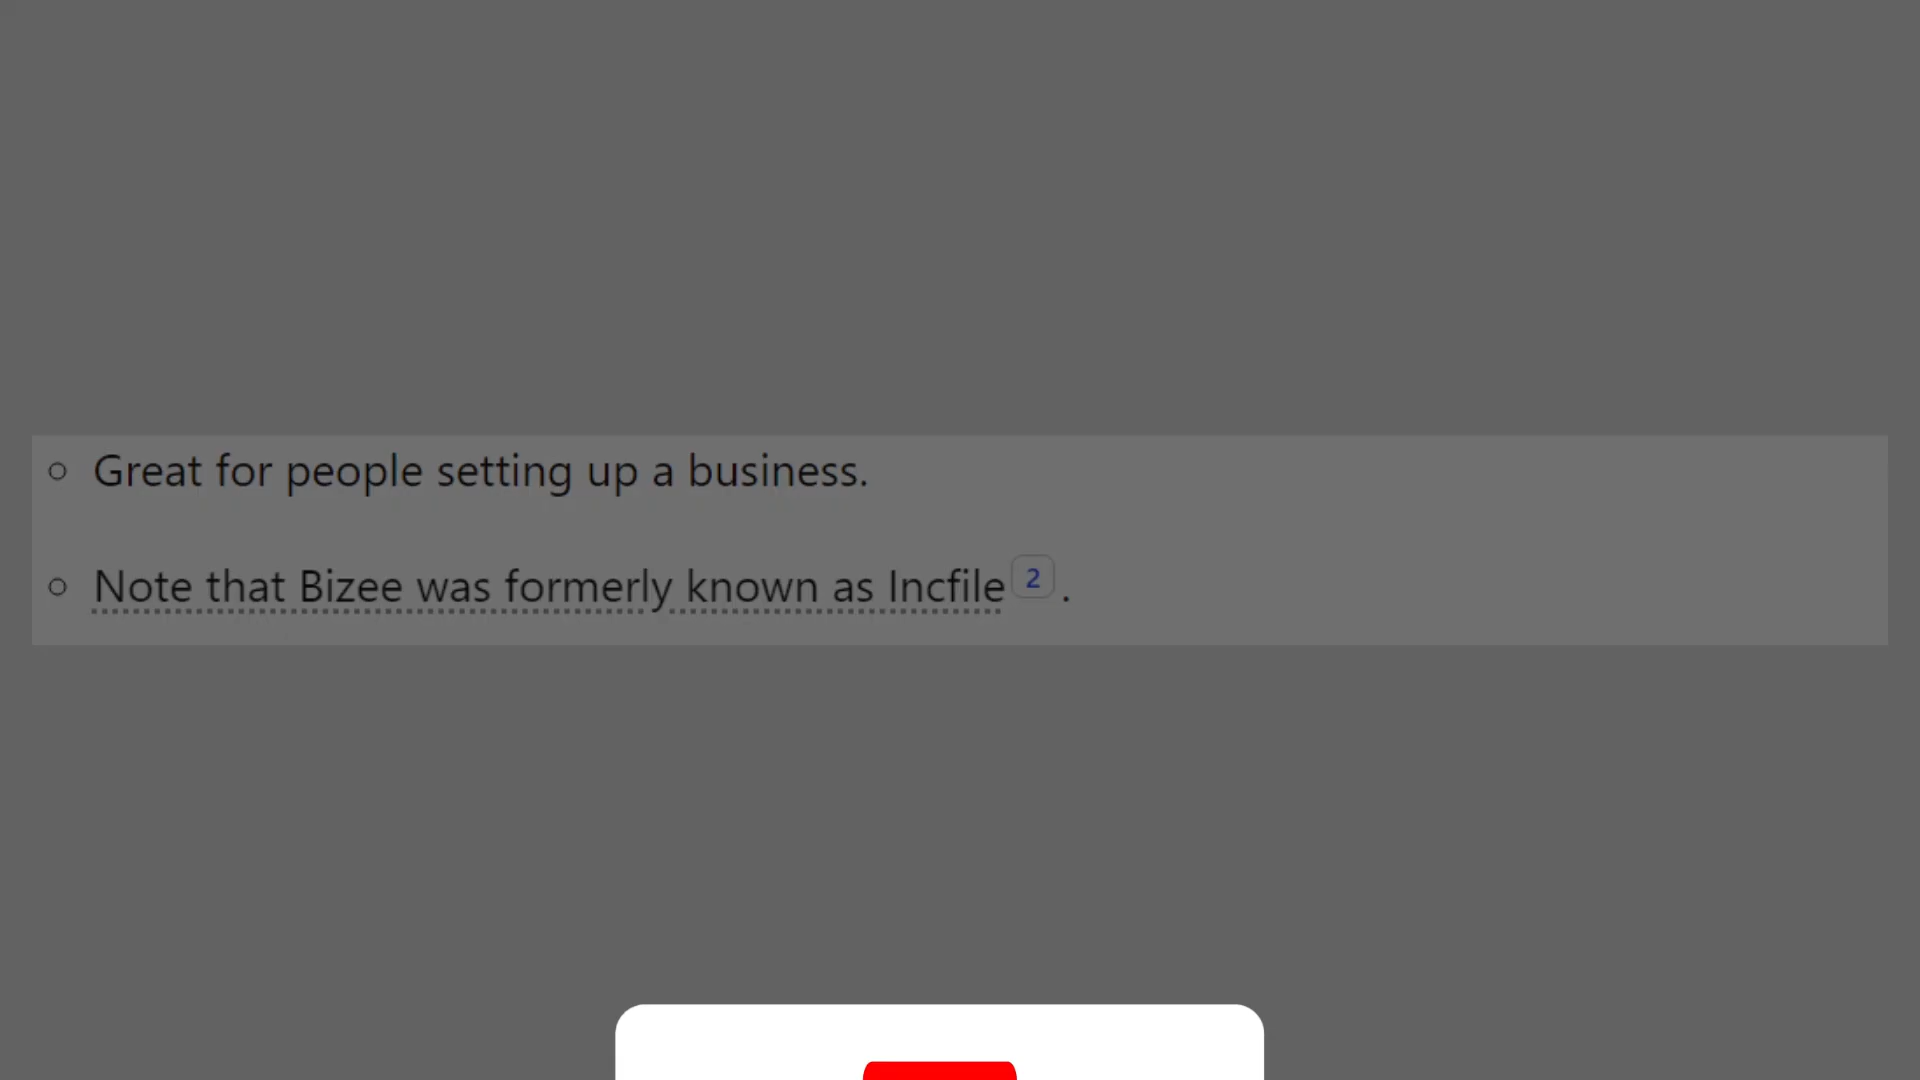 Great for people setting up a business.
Note that Bizee was formerly known as Incfile 2 .